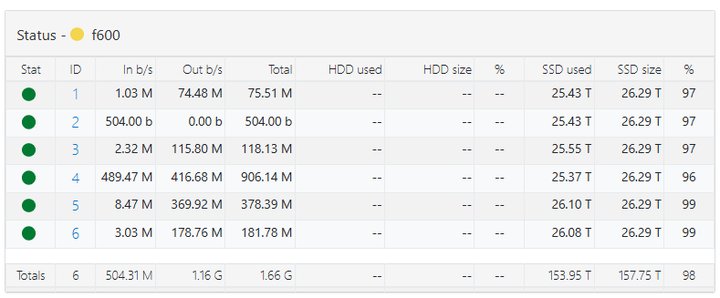 Status - f600
Stat ID In b/s Out b/s Total HDD used HDD size % SSD used SSD size %
1 1.03 M 74.48 M 75.51 M -- -- -- 25.43 T 26.29 T 97
2 504.00 b 0.00 b 504.00 b -- -- -- 25.43 T 26.29 T 97
3 2.32 M 115.80 M 118.13 M -- -- -- 25.55 T 26.29 T 97
4 489.47 M 416.68 M 906.14 M -- -- -- 25.37 T 26.29 T 96
5 8.47 M 369.92 M 378.39 M -- -- -- 26.10 T 26.29 T 99
6 3.03 M 178.76 M 181.78 M -- -- -- 26.08 T 26.29 T 99
Totals 6 504.31 M 1.16 G 1.66 G -- -- -- 153.95 T 157.75 T 98